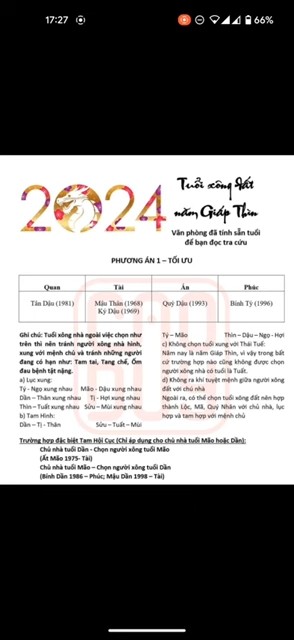 17:27
66%
2024
Tuổi xông đất
năm Giáp Thìn
Văn phòng đã tính sẵn tuổi
để bạn đọc tra cứu
PHƯƠNG ÁN 1 – TỐI ƯU
Quan Tài Ấn Phúc
Tân Dậu (1981) Mậu Thân (1968) Quý Dậu (1993) Bính Tý (1996)
Kỷ Dậu (1969)
Ghi chú: Tuổi xông nhà ngoài việc chọn như
trên thì nên tránh người xông nhà hình,
xung với mệnh chủ và tránh những người
đang có hạn như: Tam tai, Tang chế, Ốm
đau bệnh tật nặng.
a) Lục xung:
Tý - Ngọ xung nhau Mão - Dậu xung nhau
Dần – Thân xung nhau Tị - Hợi xung nhau
Thìn – Tuất xung nhau Sửu – Mùi xung nhau
b) Tam Hình:
Dần – Tị - Thân Sửu – Tuất – Mùi
Tý – Mão Thìn – Dậu – Ngọ - Hợi
c) Không chọn tuổi xung với Thái Tuế:
Năm nay là năm Giáp Thìn, vì vậy trong bất
cứ trường hợp nào cũng không được chọn
người xông nhà có tuổi là Tuất.
d) Không ra khí tuyệt mệnh giữa người xông
đất với chủ nhà
Ngoài ra, có thể chọn tuổi xông đất nên hợp
thành Lộc, Mã, Quý Nhân với chủ nhà, lục
hợp và tam hợp với mệnh chủ
Trường hợp đặc biệt Tam Hội Cục (Chỉ áp dụng cho chủ nhà tuổi Mão hoặc Dần):
Chủ nhà tuổi Dần - Chọn người xông tuổi Mão
(Ất Mão 1975- Tài)
Chủ nhà tuổi Mão – Chọn người xông tuổi Dần
(Bính Dần 1986 – Phúc; Mậu Dần 1998 – Tài)